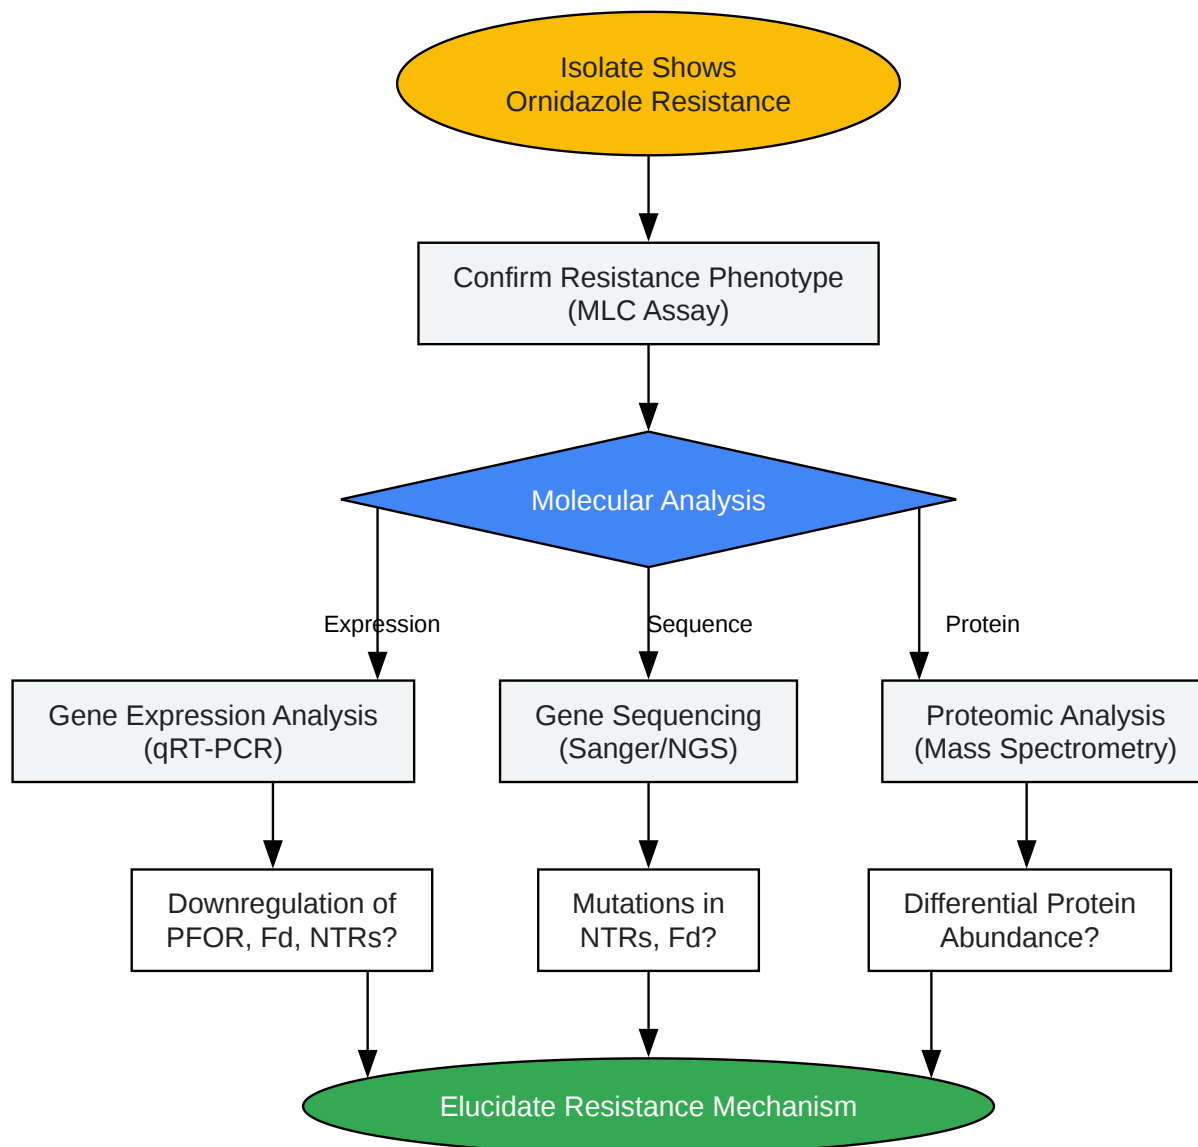 Isolate Shows
Ornidazole Resistance
Confirm Resistance Phenotype
(MLC Assay)
Molecular Analysis
Expression
Sequence
Protein
Gene Expression Analysis
(qRT-PCR)
Gene Sequencing
(Sanger/NGS)
Proteomic Analysis
(Mass Spectrometry)
Downregulation of
PFOR, Fd, NTRs?
Mutations in
NTRs, Fd?
Differential Protein
Abundance?
Elucidate Resistance Mechanism